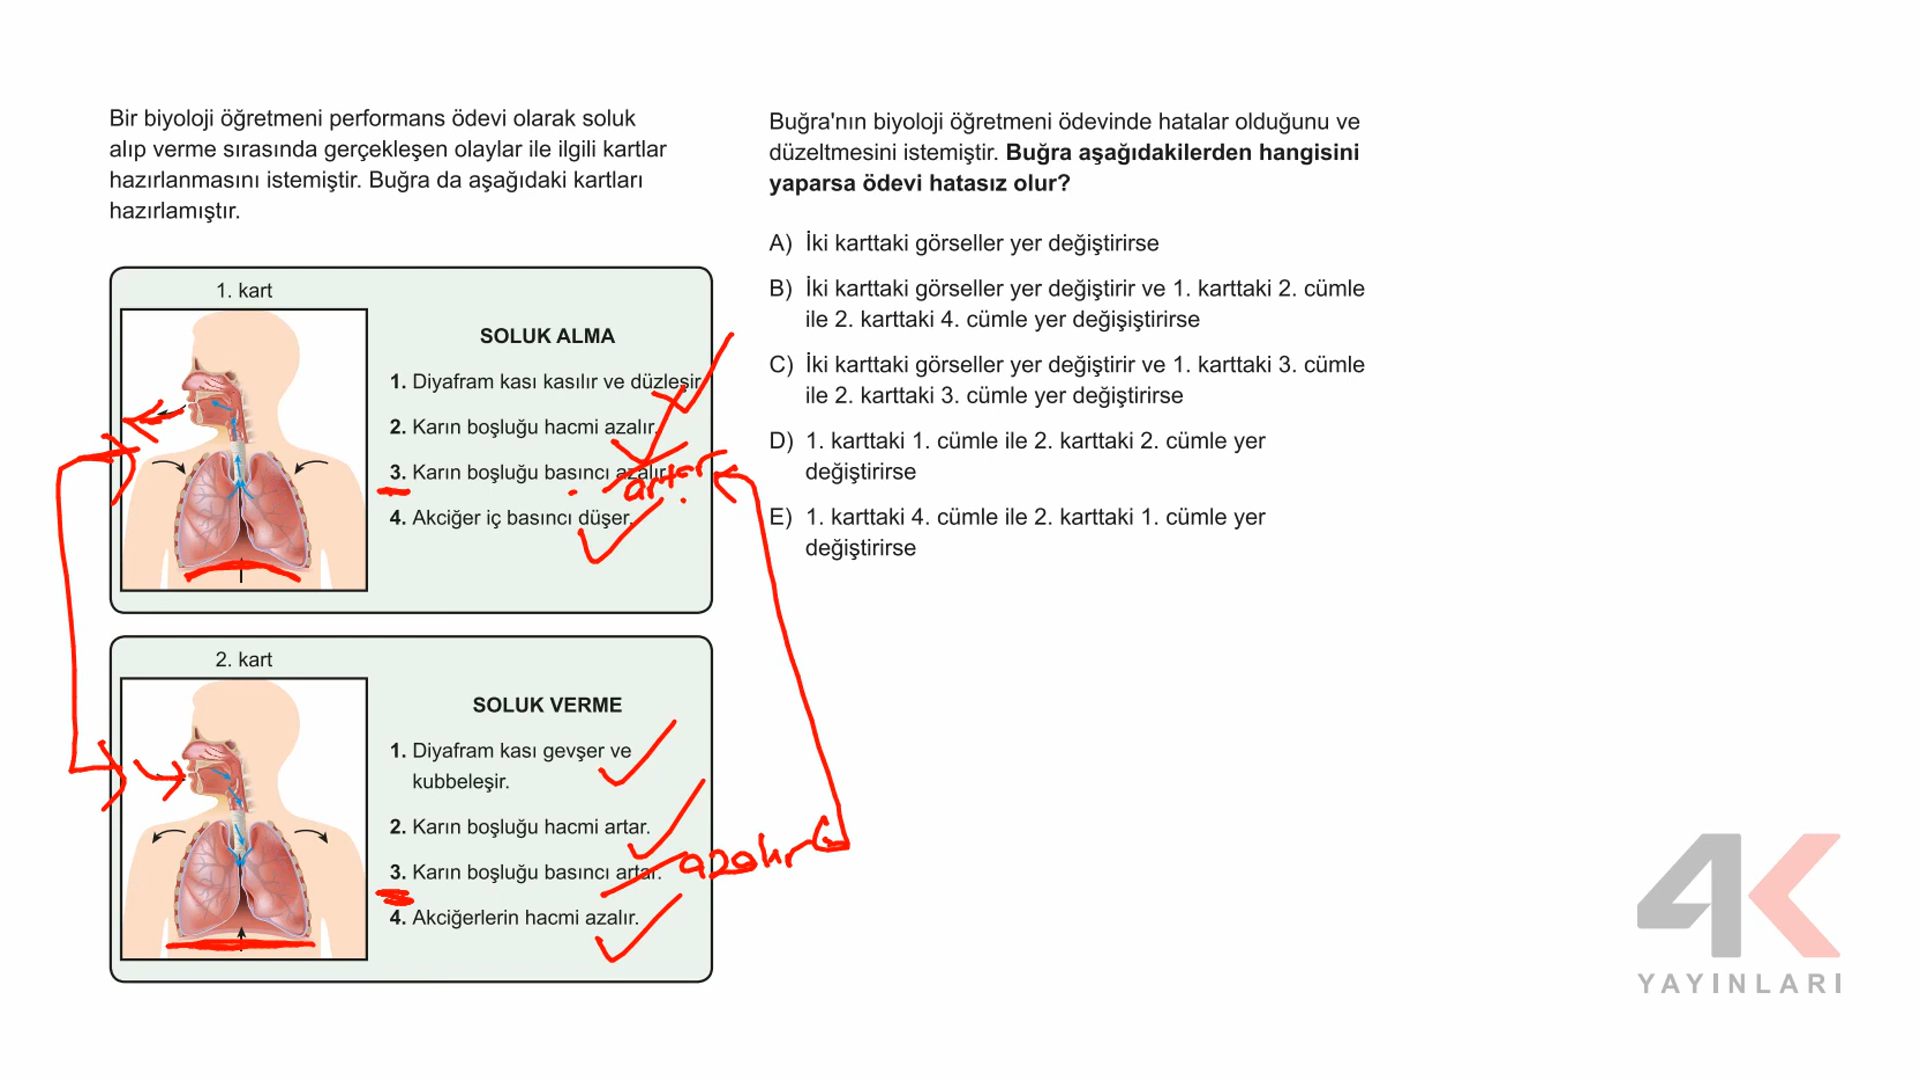 Bir biyoloji öğretmeni performans ödevi olarak soluk
alıp verme sırasında gerçekleşen olaylar ile ilgili kartlar
hazırlanmasını istemiştir. Buğra da aşağıdaki kartları
hazırlamıştır.
1. kart
SOLUK ALMA
1. Diyafram kası kasılır ve düzleşir.
2. Karın boşluğu hacmi azalır.
3. Karın boşluğu basıncı azalır.
artar
4. Akciğer iç basıncı düşer.
2. kart
SOLUK VERME
1. Diyafram kası gevşer ve
kubbeleşir.
2. Karın boşluğu hacmi artar.
3. Karın boşluğu basıncı artar.
azalır
4. Akciğerlerin hacmi azalır.
Buğra'nın biyoloji öğretmeni ödevinde hatalar olduğunu ve
düzeltmesini istemiştir. Buğra aşağıdakilerden hangisini
yaparsa ödevi hatasız olur?
A) İki karttaki görseller yer değiştirirse
B) İki karttaki görseller yer değiştirir ve 1. karttaki 2. cümle
ile 2. karttaki 4. cümle yer değişiştirirse
C) İki karttaki görseller yer değiştirir ve 1. karttaki 3. cümle
ile 2. karttaki 3. cümle yer değiştirirse
D) 1. karttaki 1. cümle ile 2. karttaki 2. cümle yer
değiştirirse
E) 1. karttaki 4. cümle ile 2. karttaki 1. cümle yer
değiştirirse
4K
YAYINLARI